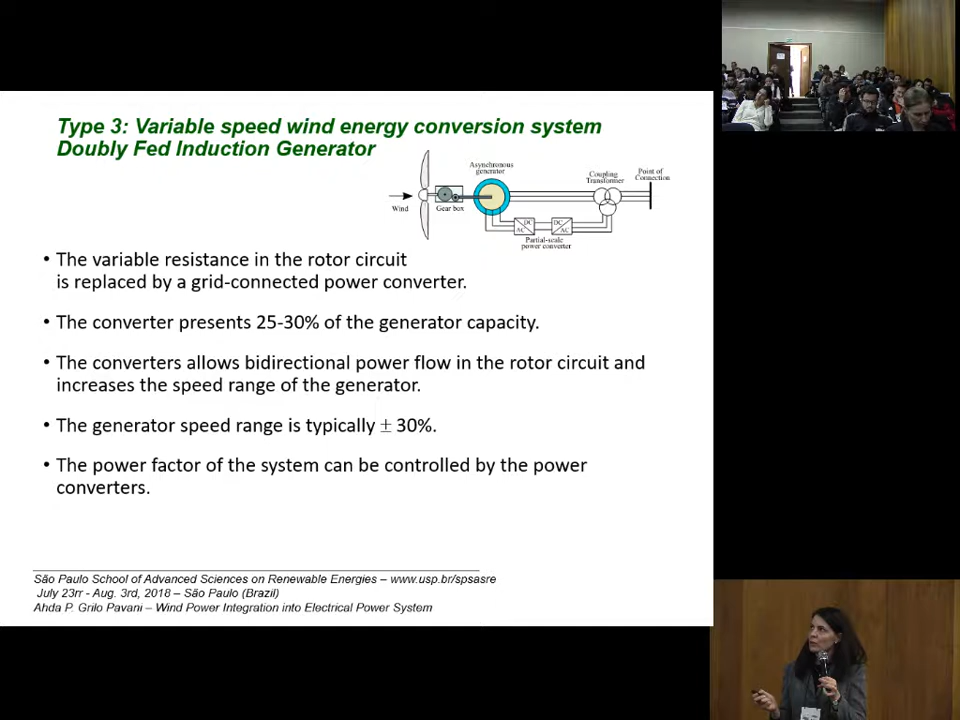 Type 3: Variable speed wind energy conversion system
Doubly Fed Induction Generator
Asynchronous
generator
Coupling
Transformer
Point of
Connection
Wind
Gear box
DC
AC
DC
AC
Partial-scale
power converter
• The variable resistance in the rotor circuit
is replaced by a grid-connected power converter.
• The converter presents 25-30% of the generator capacity.
• The converters allows bidirectional power flow in the rotor circuit and
increases the speed range of the generator.
• The generator speed range is typically ± 30%.
• The power factor of the system can be controlled by the power
converters.
São Paulo School of Advanced Sciences on Renewable Energies – www.usp.br/spsasre
July 23rr - Aug. 3rd, 2018 – São Paulo (Brazil)
Ahda P. Grilo Pavani – Wind Power Integration into Electrical Power System